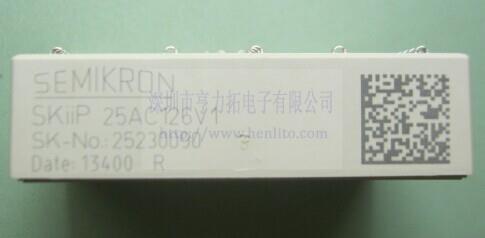 SEMIKRON
SKiiP 25AC126V1
深圳市亨力拓电子有限公司
SK-No.:25230090
http://www.henlito.com
Date: 13400 R